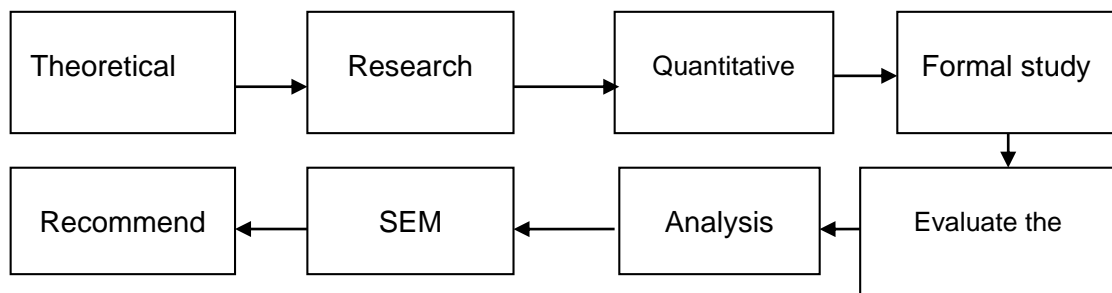 Theoretical
Research
Quantitative
Formal study
Evaluate the
Analysis
SEM
Recommend